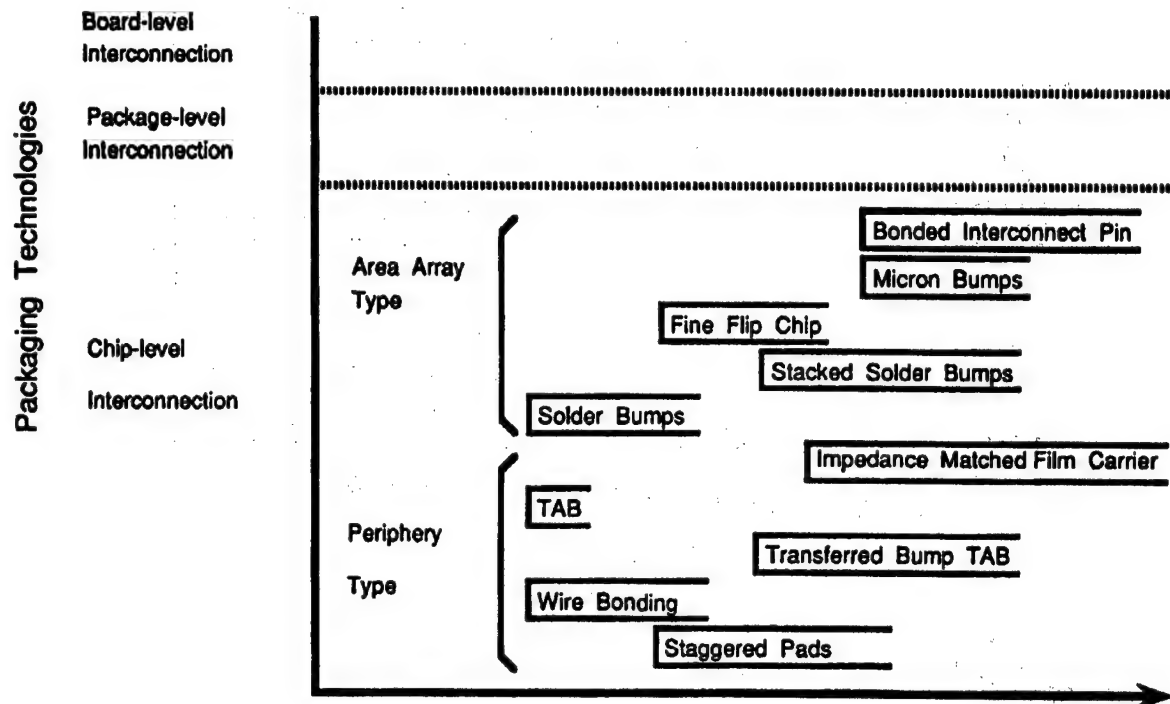 Packaging Technologies
Board-level
Interconnection
Package-level
Interconnection
Chip-level
Interconnection
Area Array
Type
Bonded Interconnect Pin
Micron Bumps
Fine Flip Chip
Stacked Solder Bumps
Solder Bumps
Periphery
Type
Impedance Matched Film Carrier
TAB
Transferred Bump TAB
Wire Bonding
Staggered Pads